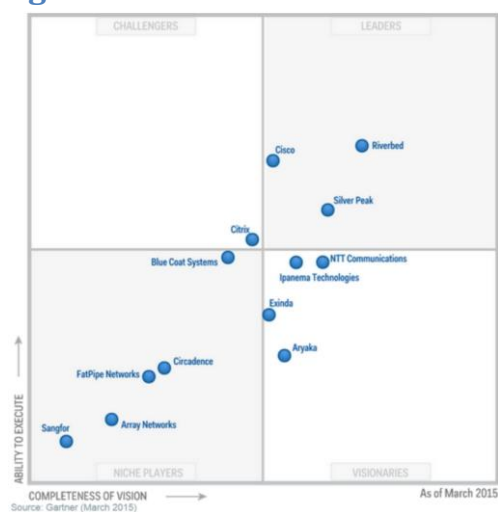 CHALLENGERS
LEADERS
Cisco
Riverbed
Silver Peak
Citrix
Blue Coat Systems
NTT Communications
Ipanema Technologies
Exinda
Aryaka
Circadence
FatPipe Networks
Array Networks
Sangfor
NICHE PLAYERS
VISIONARIES
ABILITY TO EXECUTE
COMPLETENESS OF VISION
As of March 2015
Source: Gartner (March 2015)